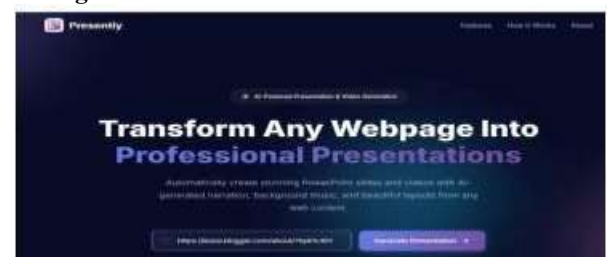 Presently
Features How It Works About
AI-Powered Presentation & Video Generation
Transform Any Webpage Into
Professional Presentations
Automatically create stunning PowerPoint slides and videos with AI-
generated narration, background music, and beautiful layouts from any
web content
Generate Presentation